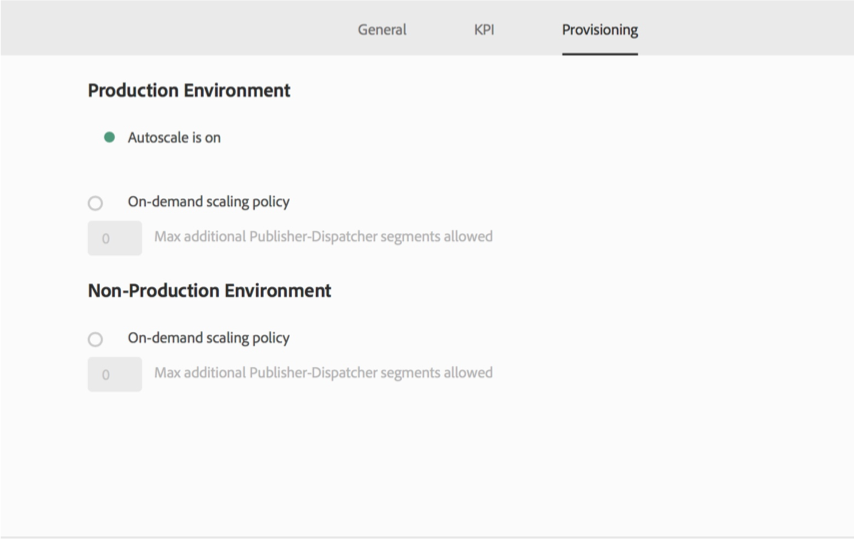 General KPI Provisioning
Production Environment
Autoscale is on
On-demand scaling policy
0 Max additional Publisher-Dispatcher segments allowed
Non-Production Environment
On-demand scaling policy
0 Max additional Publisher-Dispatcher segments allowed